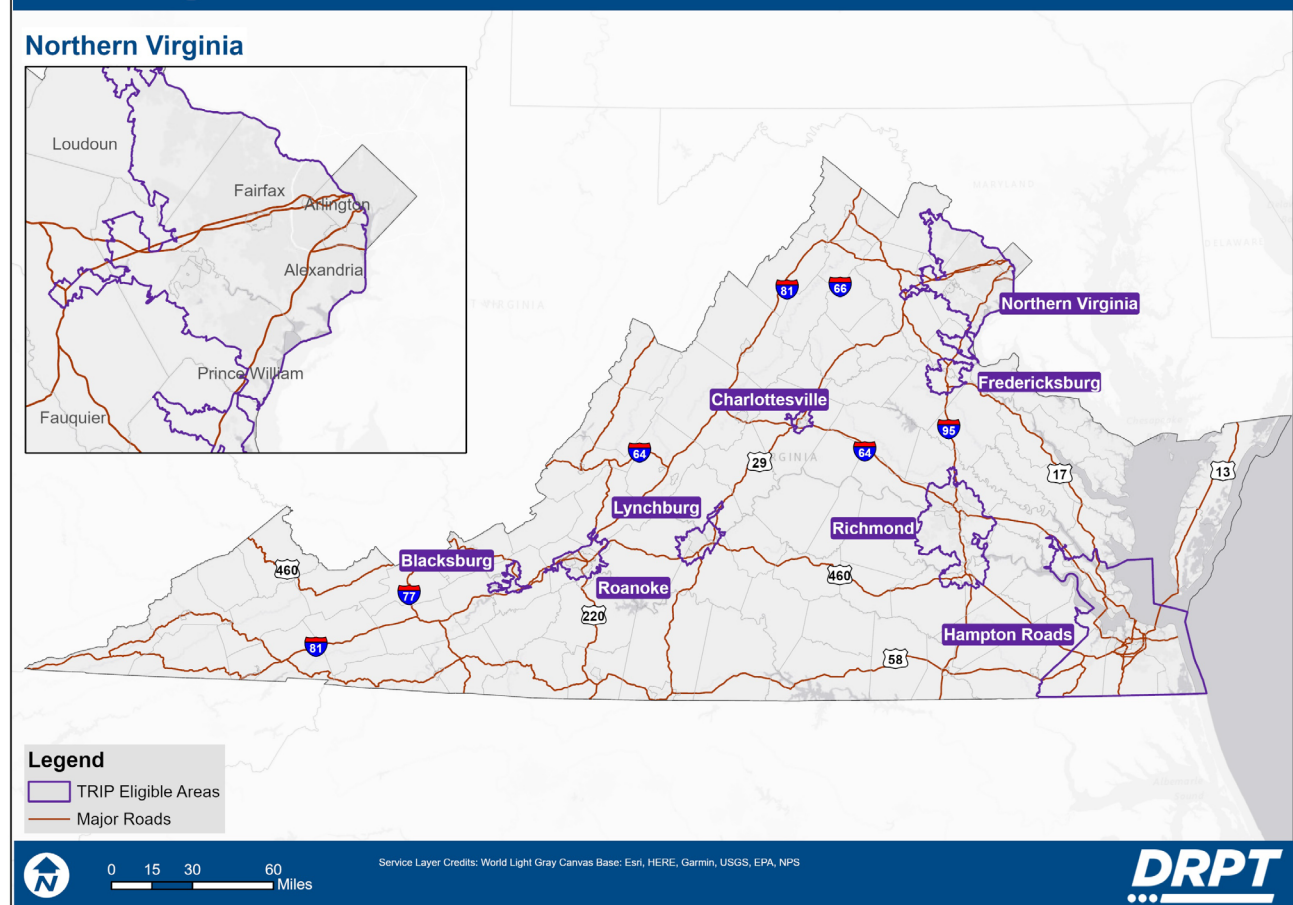 Northern Virginia
Loudoun
Fairfax
Arlington
Alexandria
Prince William
Fauquier
MARYLAND
DELAWARE
VIRGINIA
81
66
Northern Virginia
Fredericksburg
Charlottesville
95
64
29
VIRGINIA
64
17
13
Lynchburg
Richmond
Blacksburg
460
77
Roanoke
460
220
Hampton Roads
81
58
Legend
TRIP Eligible Areas
Major Roads
N
0 15 30 60
Miles
Service Layer Credits: World Light Gray Canvas Base: Esri, HERE, Garmin, USGS, EPA, NPS
DRPT